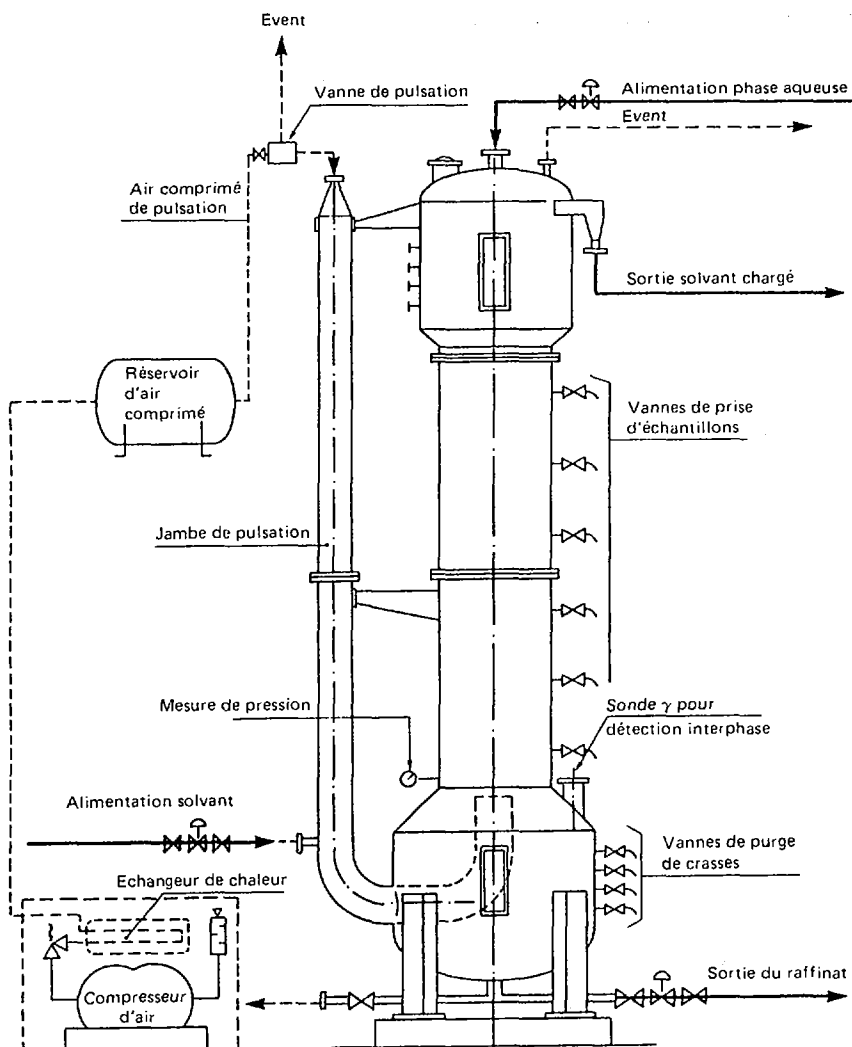 Event
Vanne de pulsation
Alimentation phase aqueuse
Event
Air comprimé
de pulsation
Sortie solvant chargé
Réservoir
d'air
comprimé
Vannes de prise
d'échantillons
Jambe de pulsation
Mesure de pression
Sonde γ pour
détection interphase
Alimentation solvant
Vannes de purge
de crasses
Echangeur de chaleur
Sortie du raffinat
Compresseur
d'air